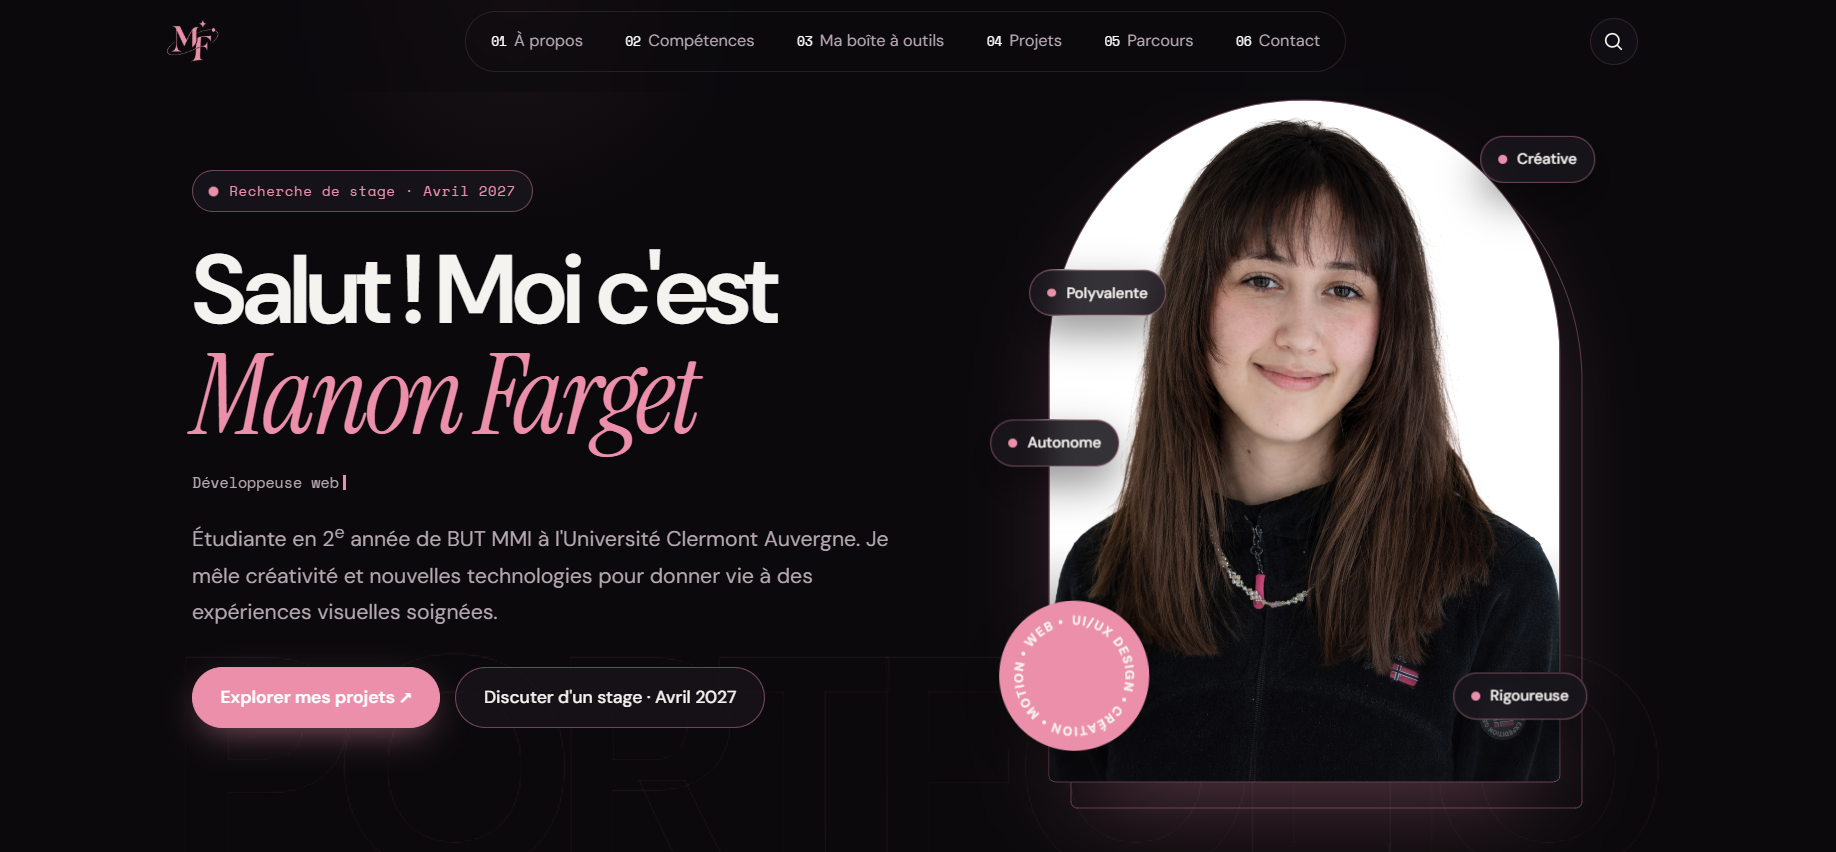 MF
01 À propos
02 Compétences
03 Ma boîte à outils
04 Projets
05 Parcours
06 Contact
Recherche de stage · Avril 2027
Salut ! Moi c'est
Manon Farget
Développeuse web
Étudiante en 2e année de BUT MMI à l'Université Clermont Auvergne. Je
mêle créativité et nouvelles technologies pour donner vie à des
expériences visuelles soignées.
Explorer mes projets ↗
Discuter d'un stage · Avril 2027
Créative
Polyvalente
Autonome
UI/UX DESIGN • CRÉATION • MOTION • WEB •
Rigoureuse
PORTFOLIO